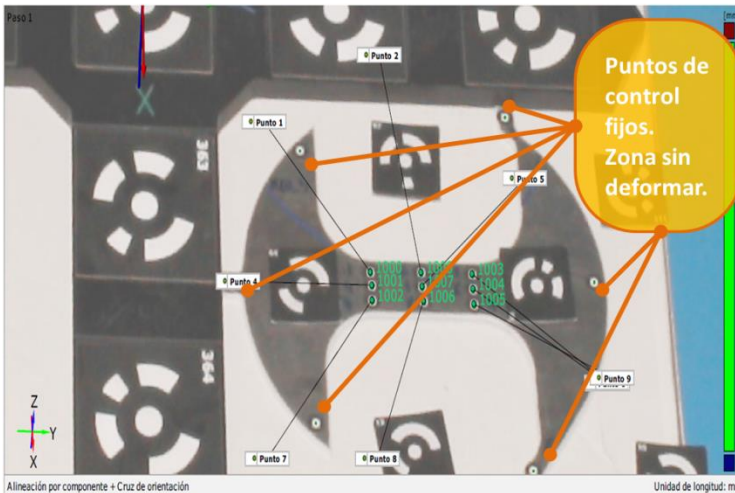 Paso 1
[mm
X
Punto 2
Punto 1
Puntos de
control
fijos.
Zona sin
deformar.
363
Punto 5
1000
1003
1001
1007
1004
1002
1006
1005
Punto 4
364
Punto 9
Z
Y
X
Punto 7
Punto 8
Alineación por componente + Cruz de orientación
Unidad de longitud: m